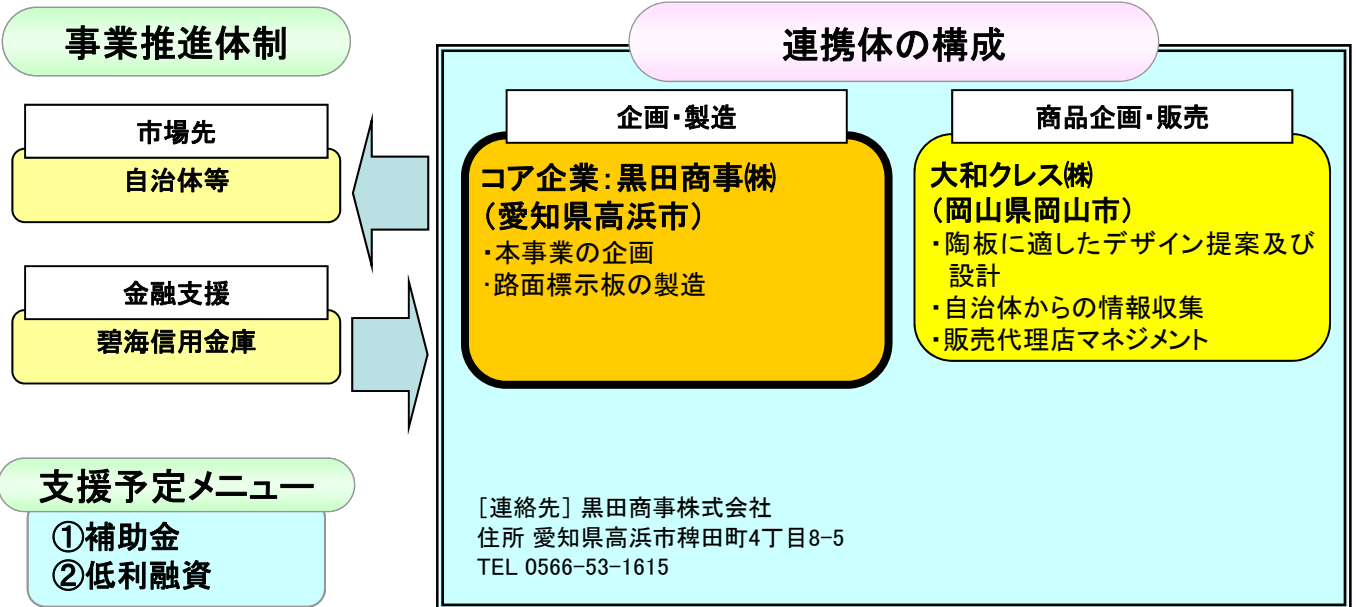 事業推進体制
市場先
自治体等
金融支援
碧海信用金庫
支援予定メニュー
①補助金
②低利融資
連携体の構成
企画・製造
コア企業：黒田商事㈱
（愛知県高浜市）
・本事業の企画
・路面標示板の製造
商品企画・販売
大和クレス㈱
（岡山県岡山市）
・陶板に適したデザイン提案及び
設計
・自治体からの情報収集
・販売代理店マネジメント
［連絡先］黒田商事株式会社
住所 愛知県高浜市稗田町4丁目8-5
TEL 0566-53-1615